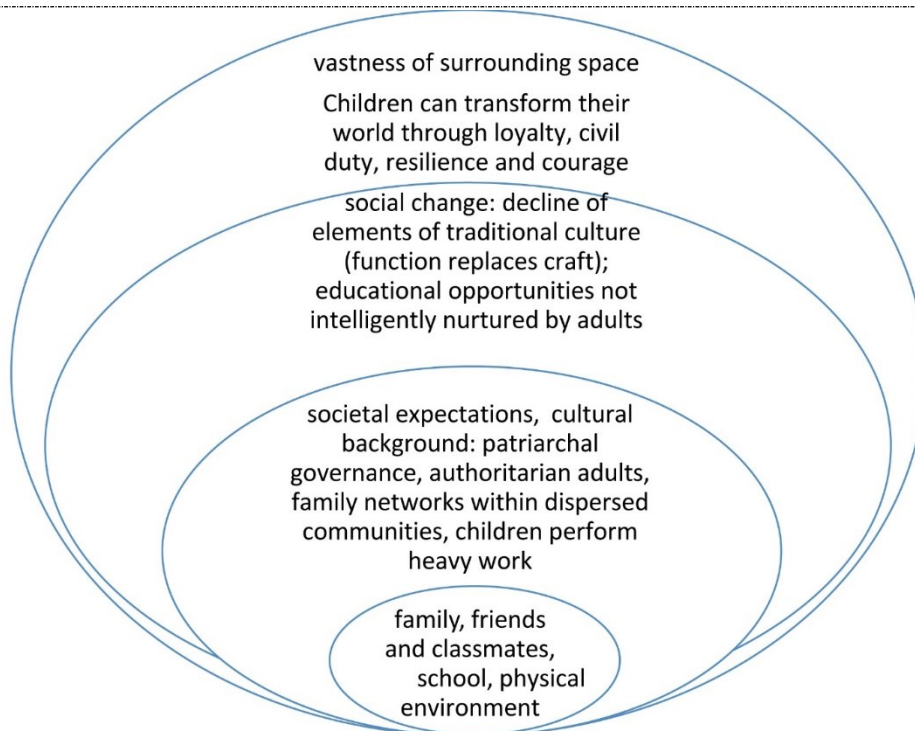 vastness of surrounding space
Children can transform their
world through loyalty, civil
duty, resilience and courage
social change: decline of
elements of traditional culture
(function replaces craft);
educational opportunities not
intelligently nurtured by adults
societal expectations, cultural
background: patriarchal
governance, authoritarian adults,
family networks within dispersed
communities, children perform
heavy work
family, friends
and classmates,
school, physical
environment